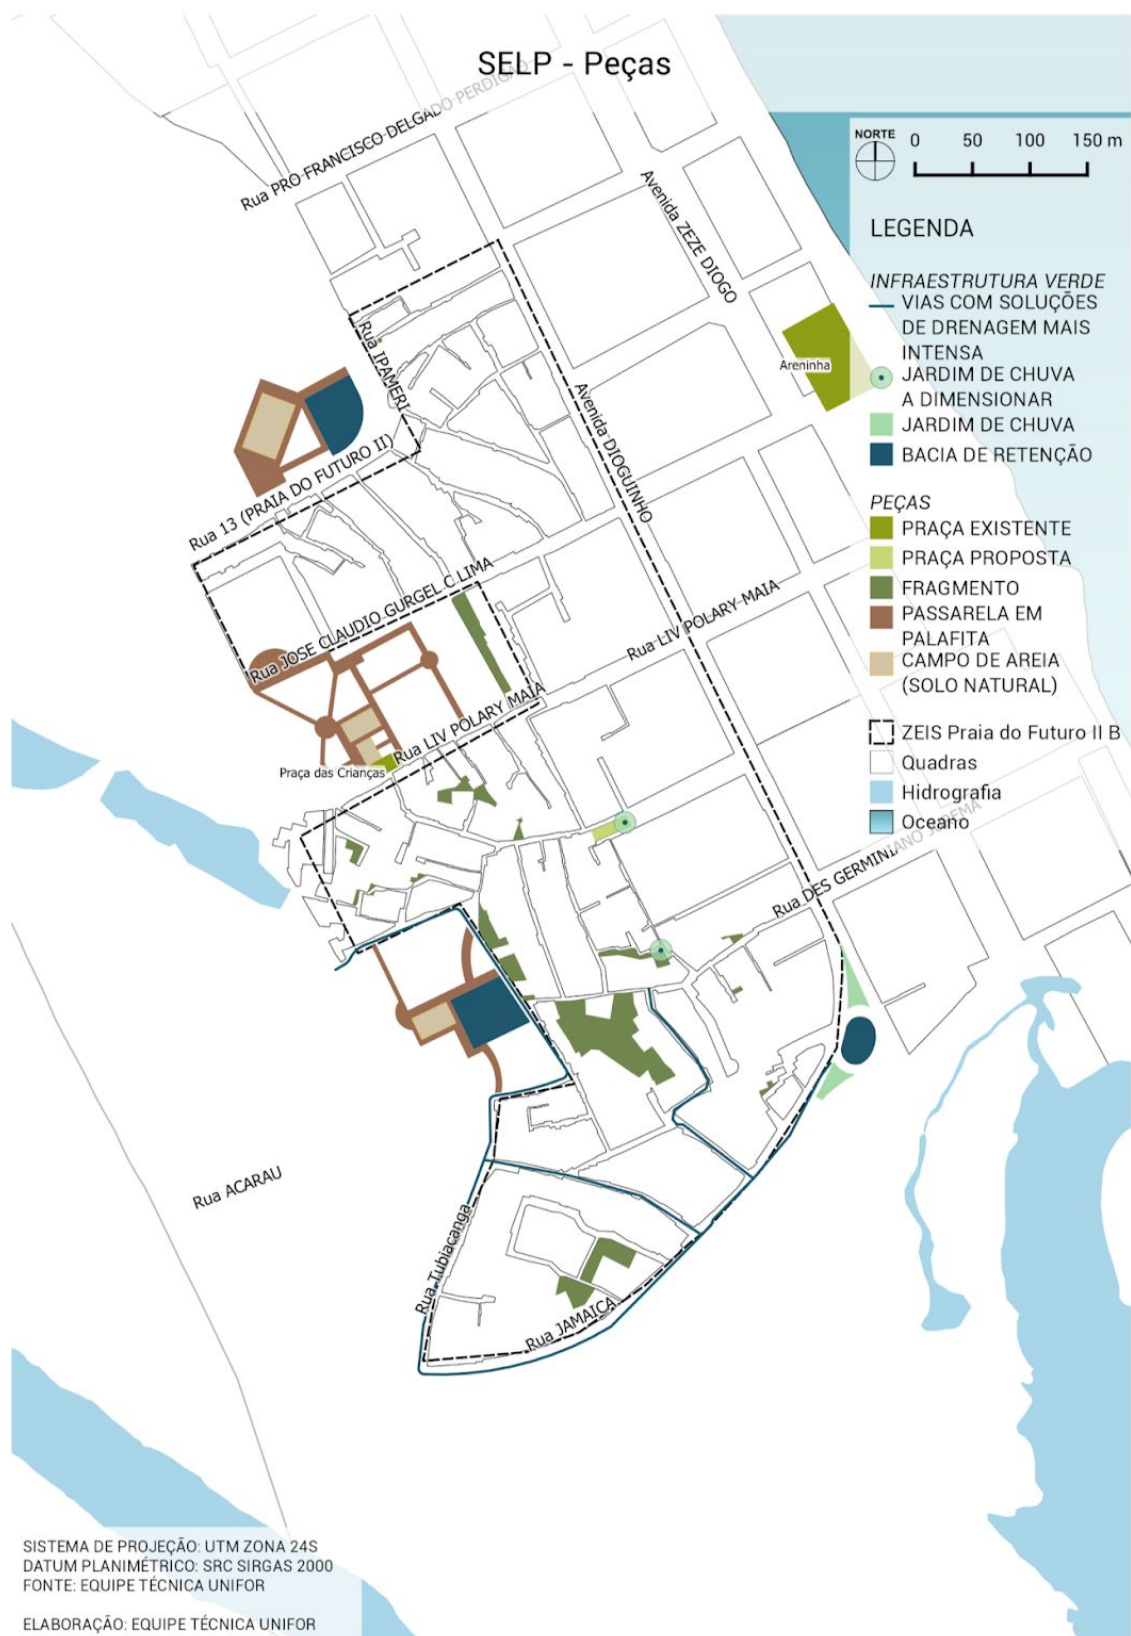 SELP - Peças
Rua PRO FRANCISCO DELGADO PERDIGAO
Avenida ZEZE DIOGO
NORTE
0 50 100 150 m
LEGENDA
INFRAESTRUTURA VERDE
VIAS COM SOLUÇÕES
DE DRENAGEM MAIS
INTENSA
JARDIM DE CHUVA
A DIMENSIONAR
JARDIM DE CHUVA
BACIA DE RETENÇÃO
PEÇAS
PRAÇA EXISTENTE
PRAÇA PROPOSTA
FRAGMENTO
PASSARELA EM
PALAFITA
CAMPO DE AREIA
(SOLO NATURAL)
ZEIS Praia do Futuro II B
Quadras
Hidrografia
Oceano
Rua IPAMERI
Areninha
Avenida DIOGUINHO
Rua 13 (PRAIA DO FUTURO II)
Rua JOSE CLAUDIO GURGEL C LIMA
Rua LIV POLARY MAIA
Rua LIV POLARY MAIA
Praça das Crianças
Rua DES GERMINIANO JUREMA
Rua ACARAU
Rua Tubiacanga
Rua JAMAICA
SISTEMA DE PROJEÇÃO: UTM ZONA 24S
DATUM PLANIMÉTRICO: SRC SIRGAS 2000
FONTE: EQUIPE TÉCNICA UNIFOR
ELABORAÇÃO: EQUIPE TÉCNICA UNIFOR